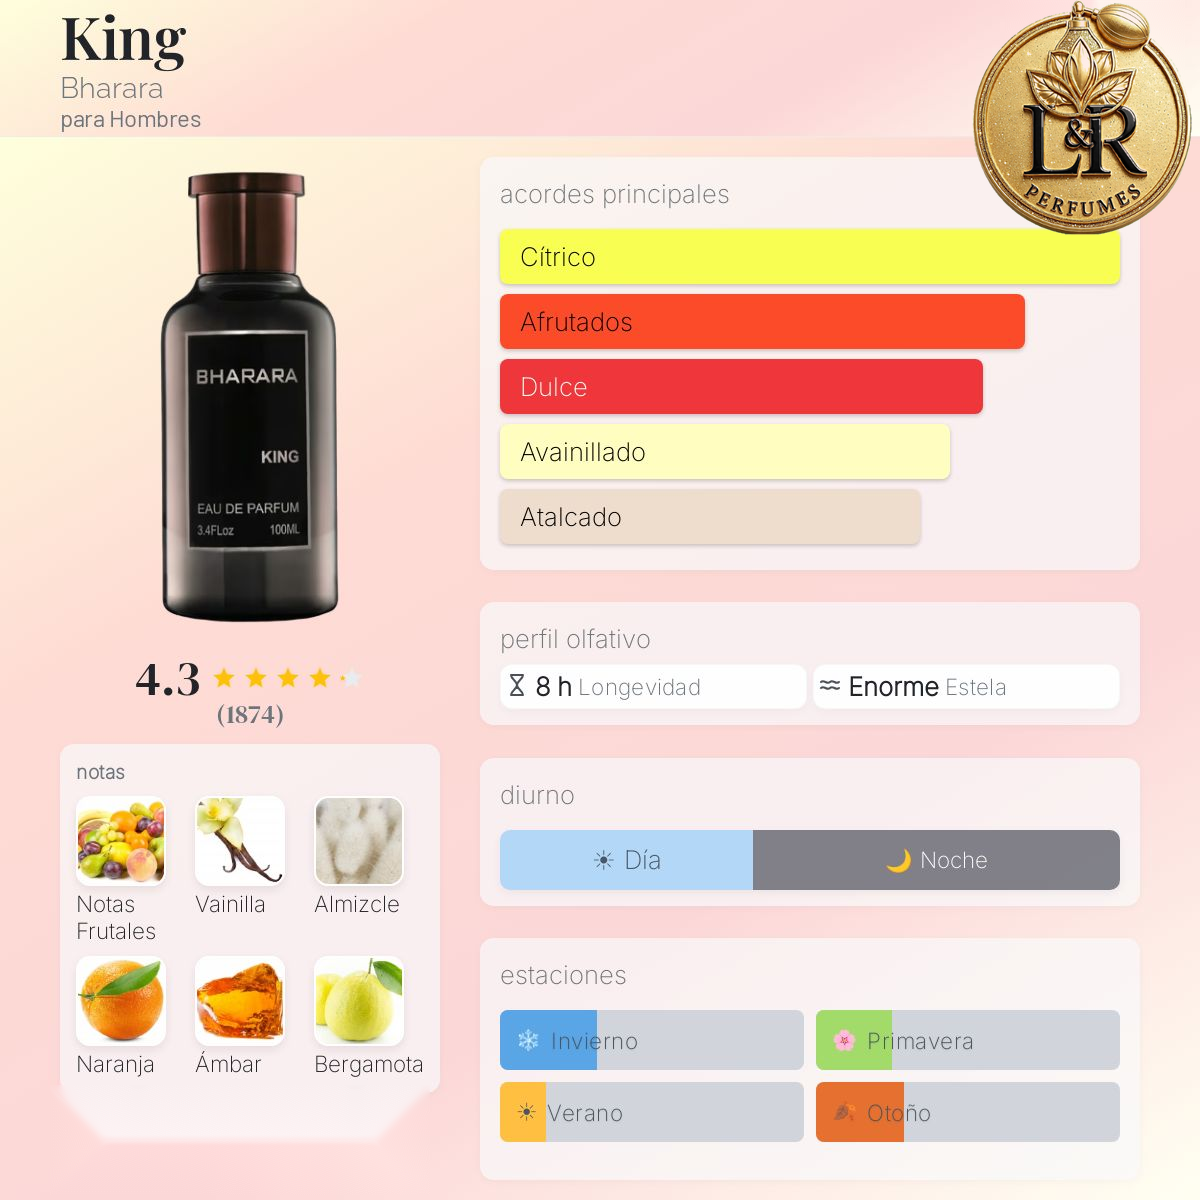 King
Bharara
para Hombres
L&R
PERFUMES
BHARARA
KING
EAU DE PARFUM
3.4FLoz 100ML
4.3
(1874)
notas
Notas
Frutales
Vainilla
Almizcle
Naranja
Ámbar
Bergamota
acordes principales
Cítrico
Afrutados
Dulce
Avainillado
Atalcado
perfil olfativo
8 h Longevidad
Enorme Estela
diurno
Día
Noche
estaciones
Invierno
Primavera
Verano
Otoño